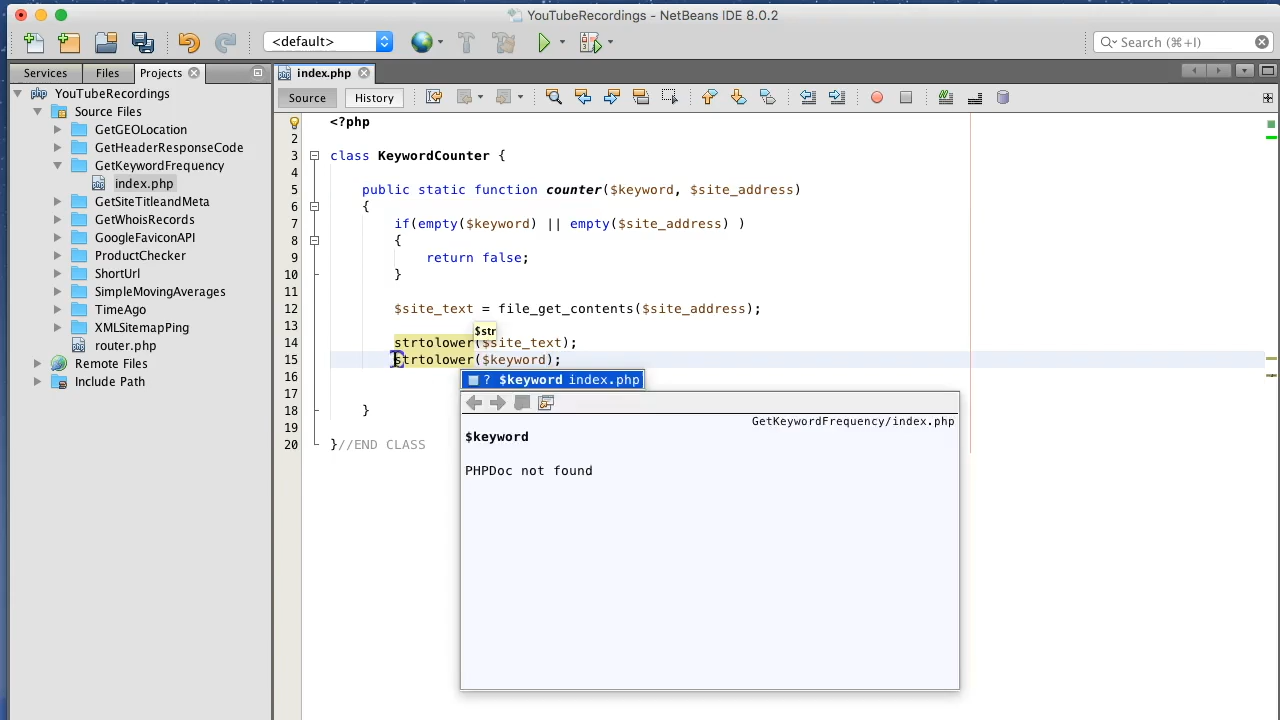 YouTubeRecordings - NetBeans IDE 8.0.2
<default>
Search (⌘+I)
Services
Files
Projects
index.php
YouTubeRecordings
Source
History
Source Files
GetGEOLocation
GetHeaderResponseCode
GetKeywordFrequency
index.php
GetSiteTitleandMeta
GetWhoisRecords
GoogleFaviconAPI
ProductChecker
ShortUrl
SimpleMovingAverages
TimeAgo
XMLSitemapPing
router.php
Remote Files
Include Path
<?php
2
3 class KeywordCounter {
4
5 public static function counter($keyword, $site_address)
6 {
7 if(empty($keyword) || empty($site_address) )
8 {
9 return false;
10 }
11
12 $site_text = file_get_contents($site_address);
13
$str
14 strtolower($site_text);
15 strtolower($keyword);
16
17
18 }
19
20 }//END CLASS
? $keyword index.php
GetKeywordFrequency/index.php
$keyword
PHPDoc not found